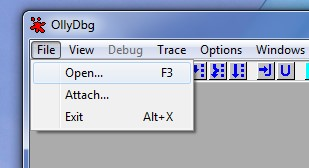 OllyDbg
File View Debug Trace Options Windows
U
Open... F3
Attach...
Exit Alt+X